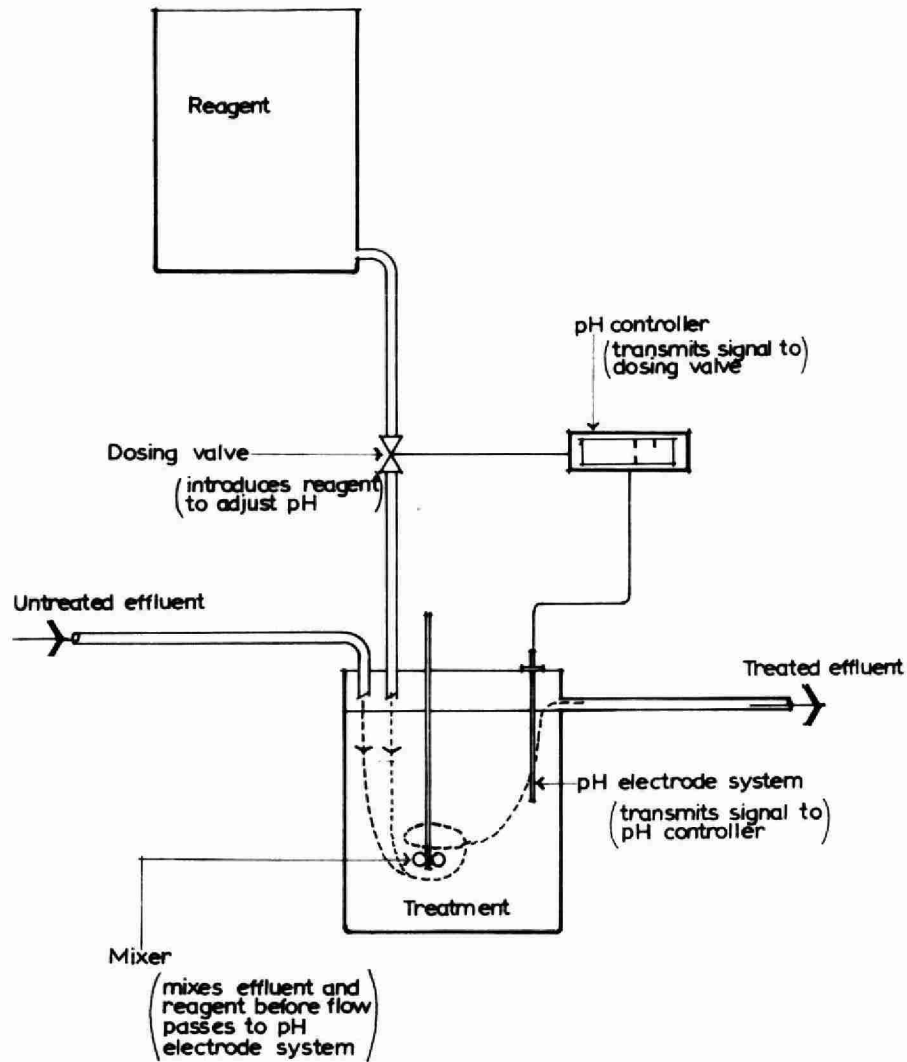 Reagent
pH controller
(transmits signal to)
dosing valve
Dosing valve
(introduces reagent)
to adjust pH
Untreated effluent
Treated effluent
pH electrode system
(transmits signal to)
pH controller
Treatment
Mixer
(mixes effluent and
reagent before flow
passes to pH
electrode system)